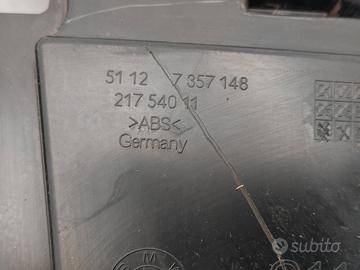 51 12 7 357 148
217 540 11
>ABS<
Germany
M
subito